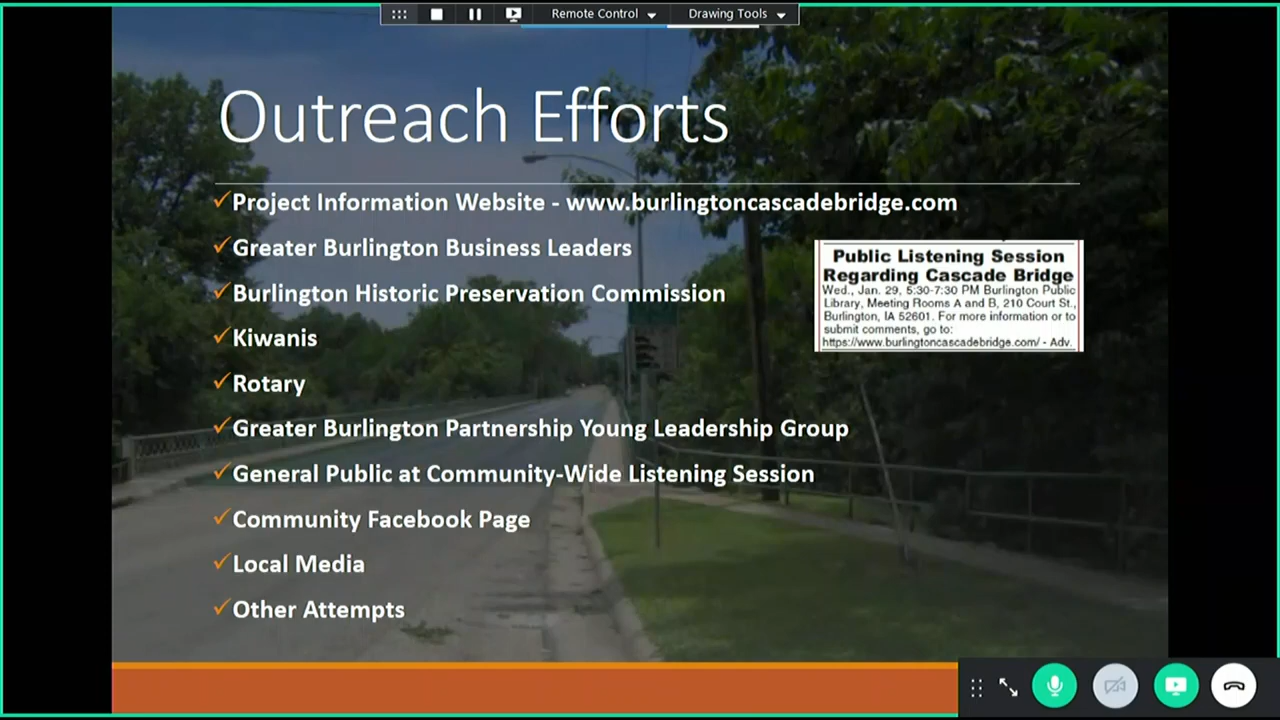 Remote Control
Drawing Tools
Outreach Efforts
Project Information Website - www.burlingtoncascadebridge.com
Greater Burlington Business Leaders
Burlington Historic Preservation Commission
Kiwanis
Rotary
Greater Burlington Partnership Young Leadership Group
General Public at Community-Wide Listening Session
Community Facebook Page
Local Media
Other Attempts
Public Listening Session
Regarding Cascade Bridge
Wed., Jan. 29, 5:30-7:30 PM Burlington Public
Library, Meeting Rooms A and B, 210 Court St.,
Burlington, IA 52601. For more information or to
submit comments, go to:
https://www.burlingtoncascadebridge.com/ - Adv.